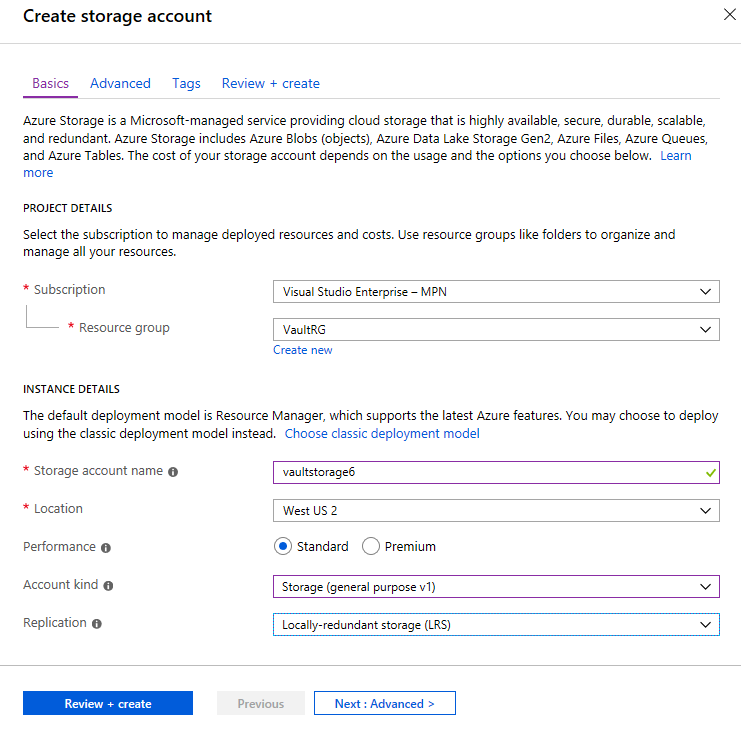 Create storage account
Basics Advanced Tags Review + create
Azure Storage is a Microsoft-managed service providing cloud storage that is highly available, secure, durable, scalable,
and redundant. Azure Storage includes Azure Blobs (objects), Azure Data Lake Storage Gen2, Azure Files, Azure Queues,
and Azure Tables. The cost of your storage account depends on the usage and the options you choose below. Learn
more
PROJECT DETAILS
Select the subscription to manage deployed resources and costs. Use resource groups like folders to organize and
manage all your resources.
* Subscription Visual Studio Enterprise – MPN
* Resource group VaultRG
Create new
INSTANCE DETAILS
The default deployment model is Resource Manager, which supports the latest Azure features. You may choose to deploy
using the classic deployment model instead. Choose classic deployment model
* Storage account name vaultstorage6
* Location West US 2
Performance Standard Premium
Account kind Storage (general purpose v1)
Replication Locally-redundant storage (LRS)
Review + create Previous Next : Advanced >